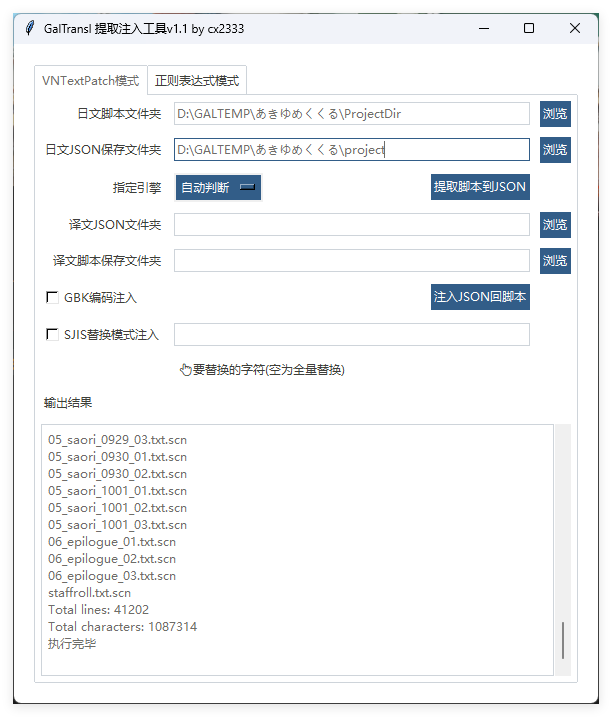 GalTransl 提取注入工具v1.1 by cx2333
VNTextPatch模式 正则表达式模式
日文脚本文件夹 D:\GALTEMP\あきゆめくくる\ProjectDir 浏览
日文JSON保存文件夹 D:\GALTEMP\あきゆめくくる\project 浏览
指定引擎 自动判断 提取脚本到JSON
译文JSON文件夹 浏览
译文脚本保存文件夹 浏览
GBK编码注入 注入JSON回脚本
SJIS替换模式注入
👆要替换的字符(空为全量替换)
输出结果
05_saori_0929_03.txt.scn
05_saori_0930_01.txt.scn
05_saori_0930_02.txt.scn
05_saori_1001_01.txt.scn
05_saori_1001_02.txt.scn
05_saori_1001_03.txt.scn
06_epilogue_01.txt.scn
06_epilogue_02.txt.scn
06_epilogue_03.txt.scn
staffroll.txt.scn
Total lines: 41202
Total characters: 1087314
执行完毕